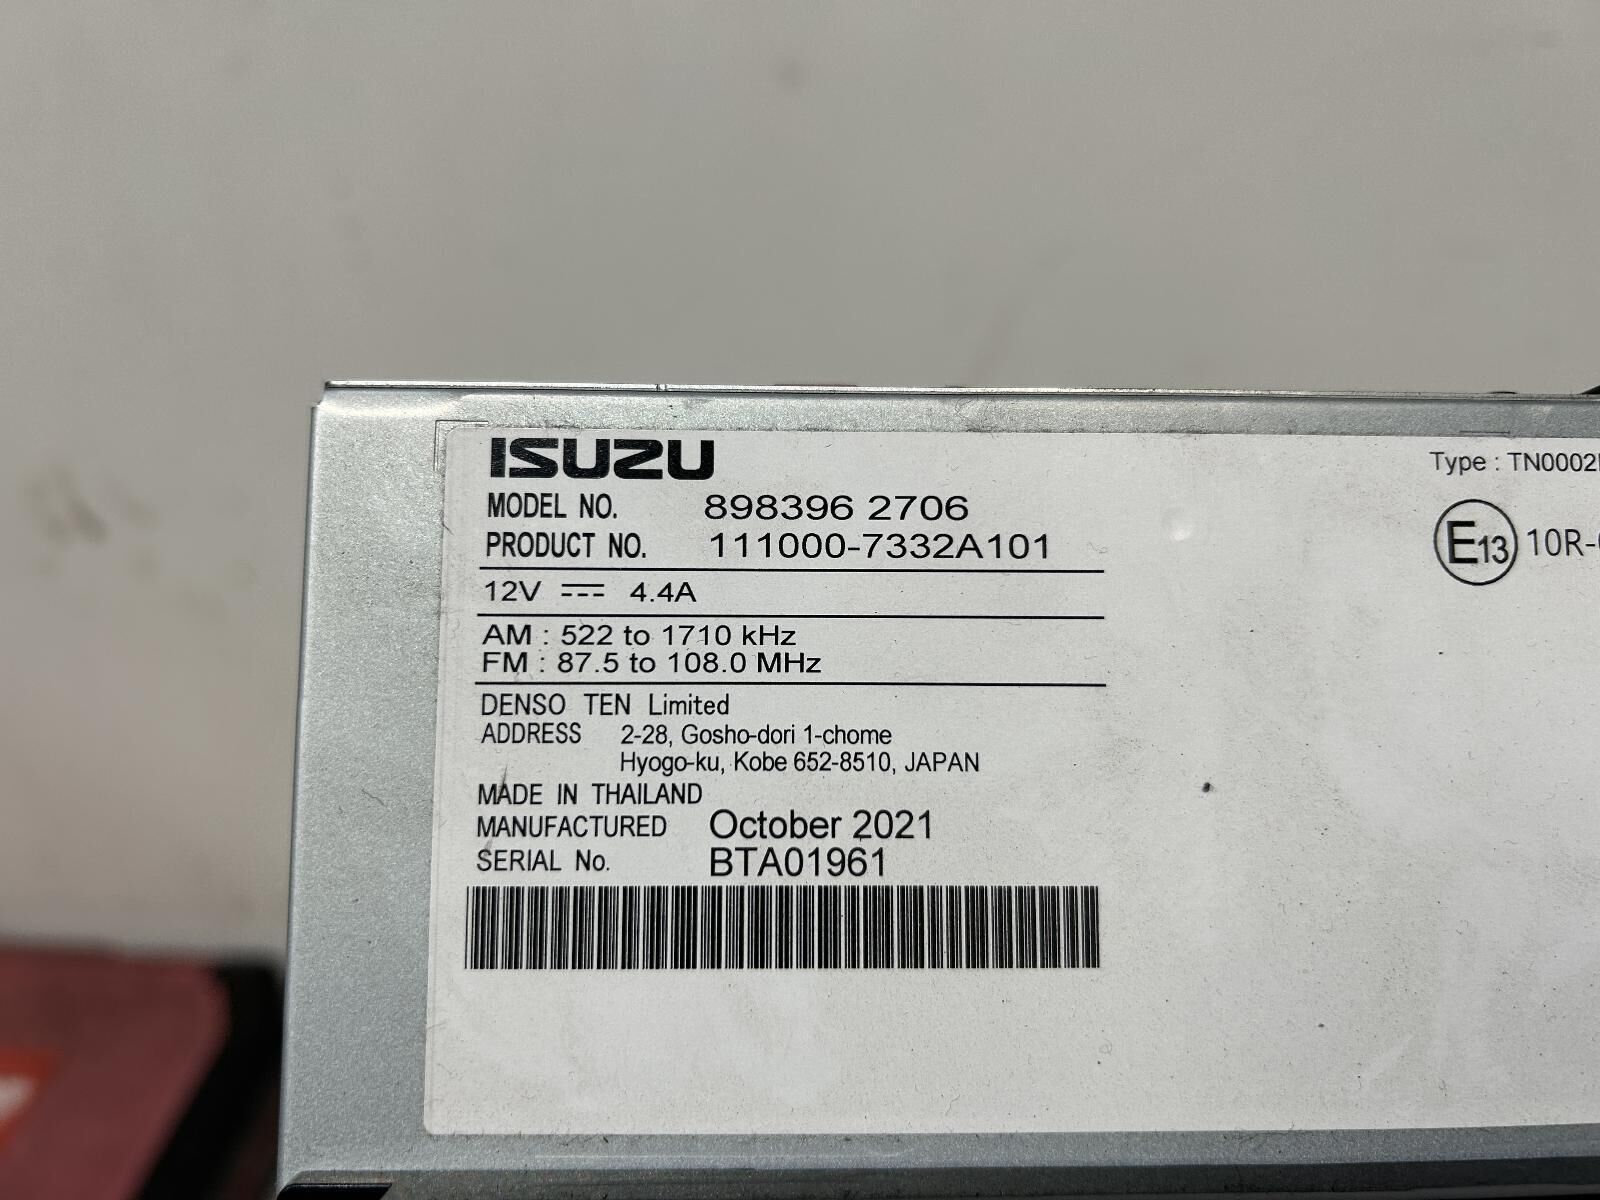 ISUZU
MODEL NO. 898396 2706
PRODUCT NO. 111000-7332A101
12V ⎓ 4.4A
AM : 522 to 1710 kHz
FM : 87.5 to 108.0 MHz
DENSO TEN Limited
ADDRESS 2-28, Gosho-dori 1-chome
Hyogo-ku, Kobe 652-8510, JAPAN
MADE IN THAILAND
MANUFACTURED October 2021
SERIAL No. BTA01961
Type : TN0002
E13 10R-